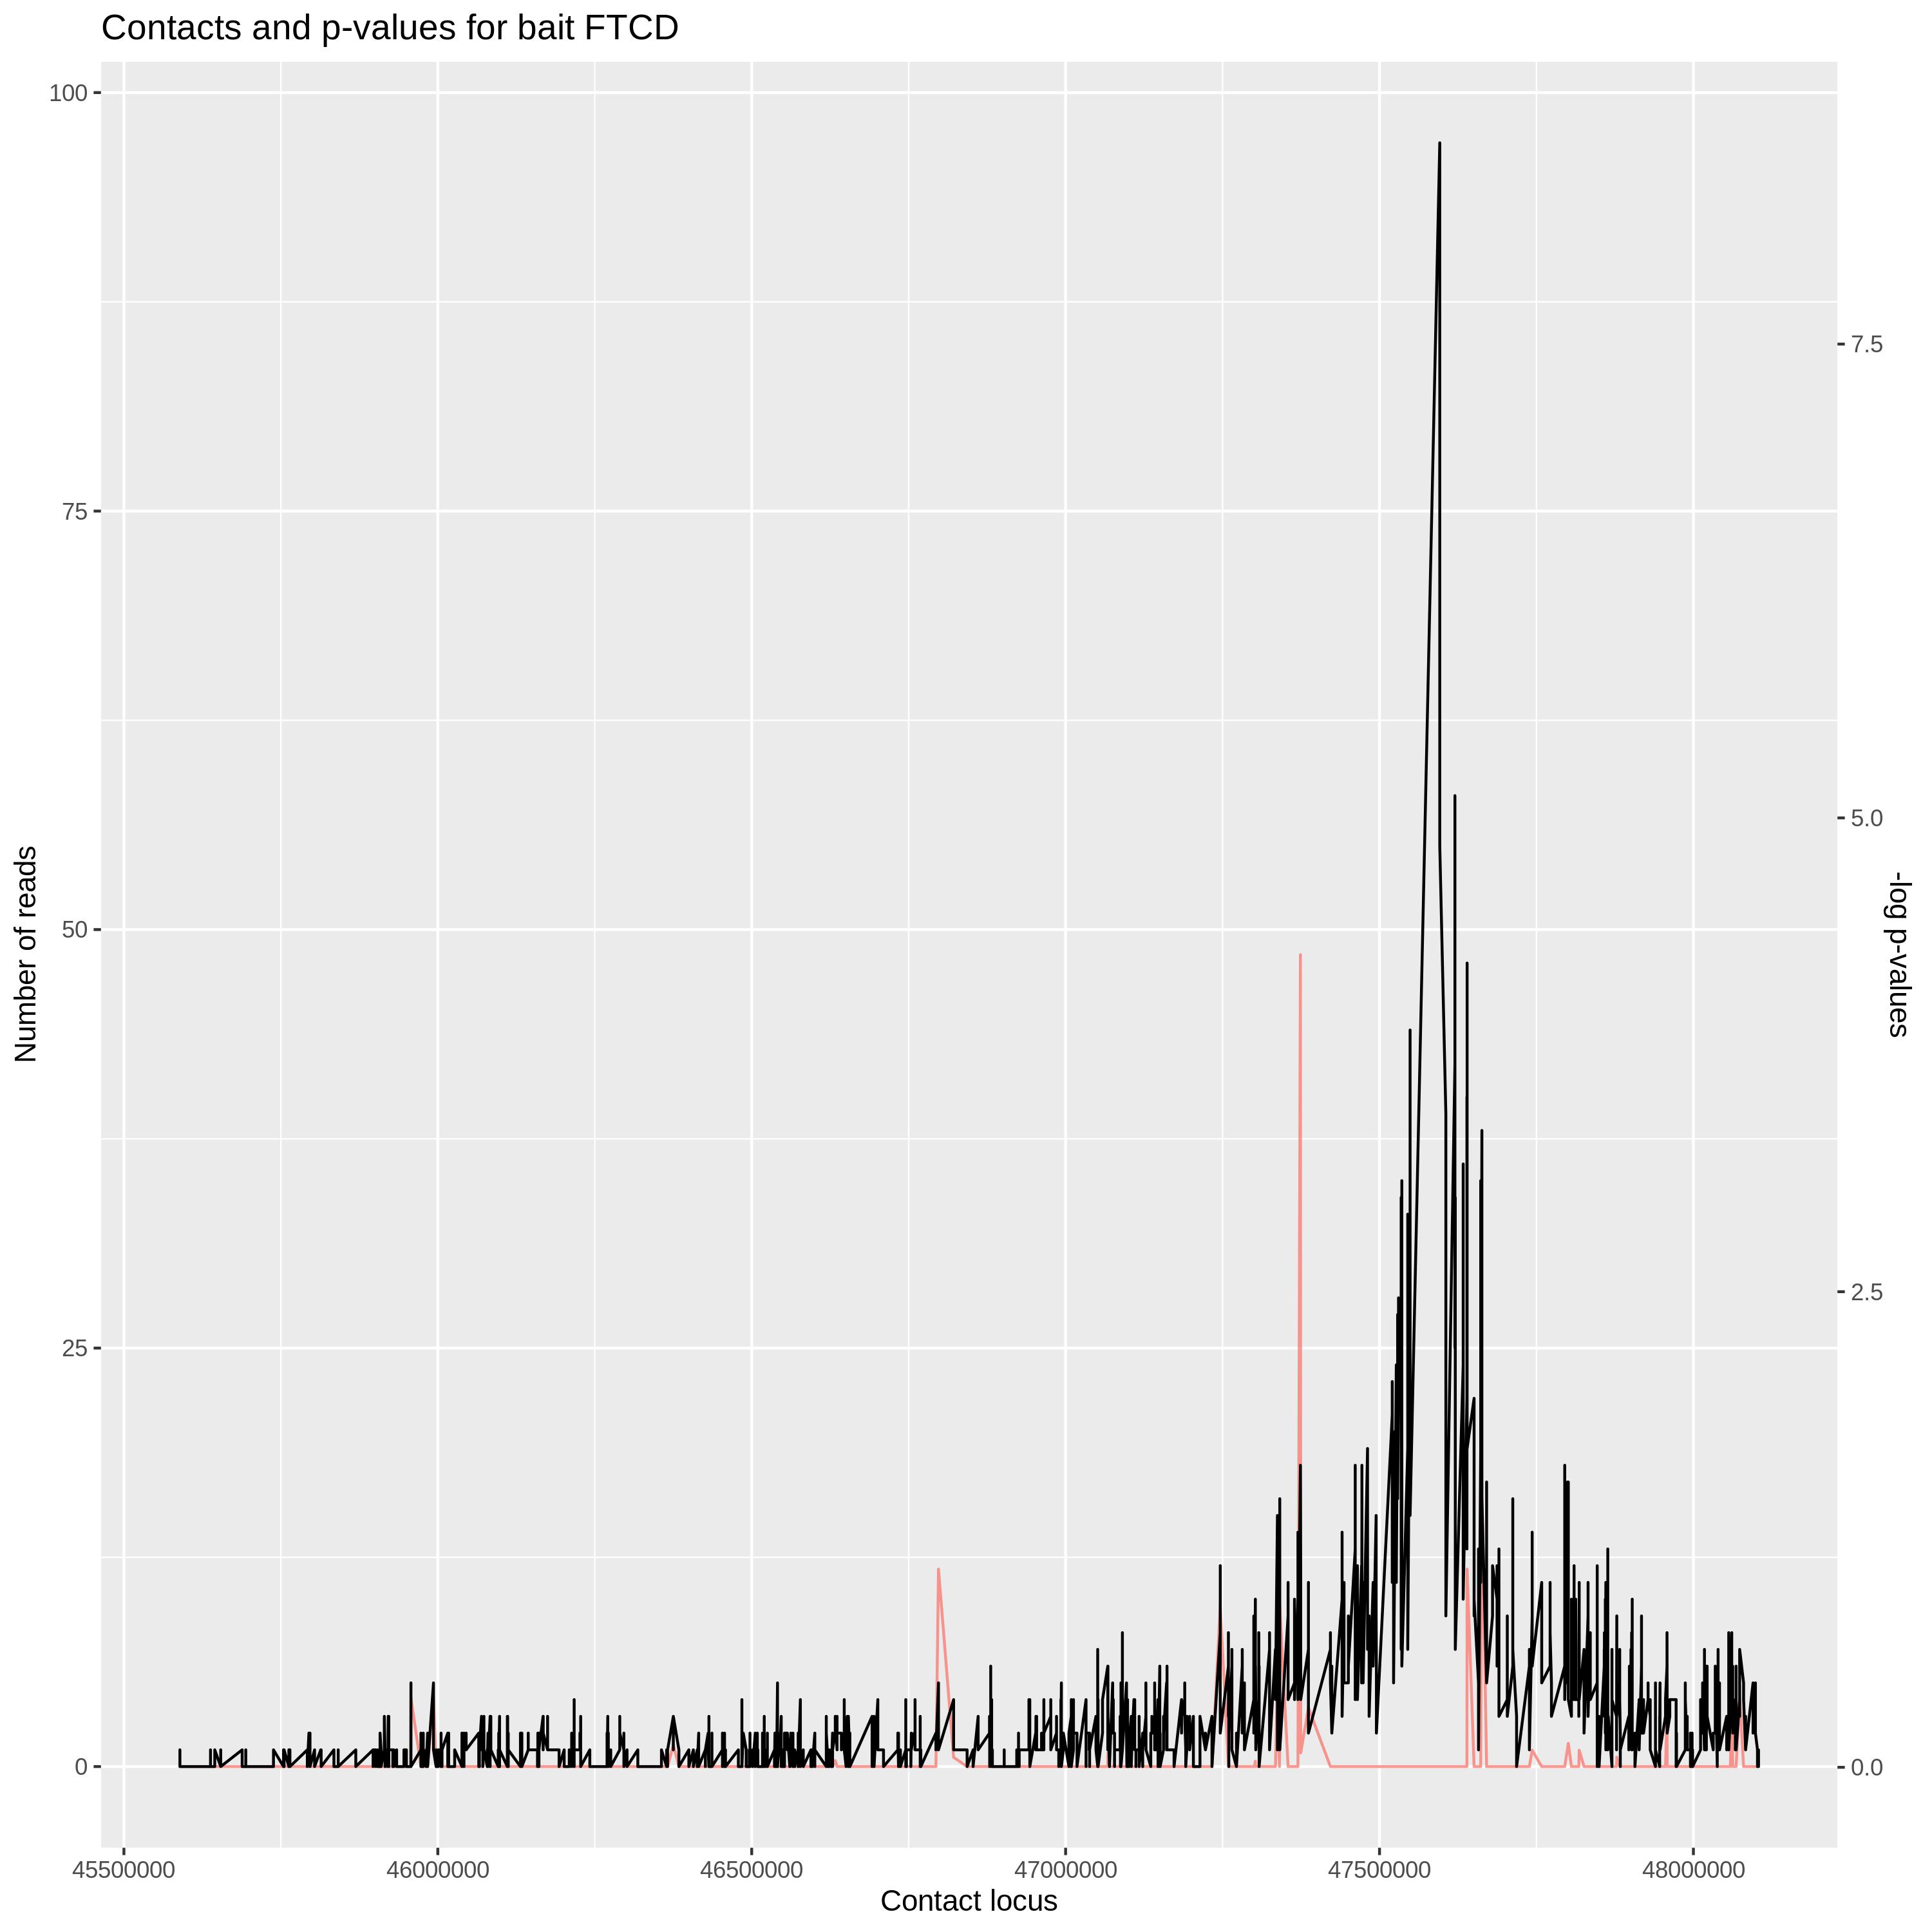 Contacts and p-values for bait FTCD
100
75
50
25
0
Number of reads
7.5
5.0
2.5
0.0
-log p-values
45500000 46000000 46500000 47000000 47500000 48000000
Contact locus